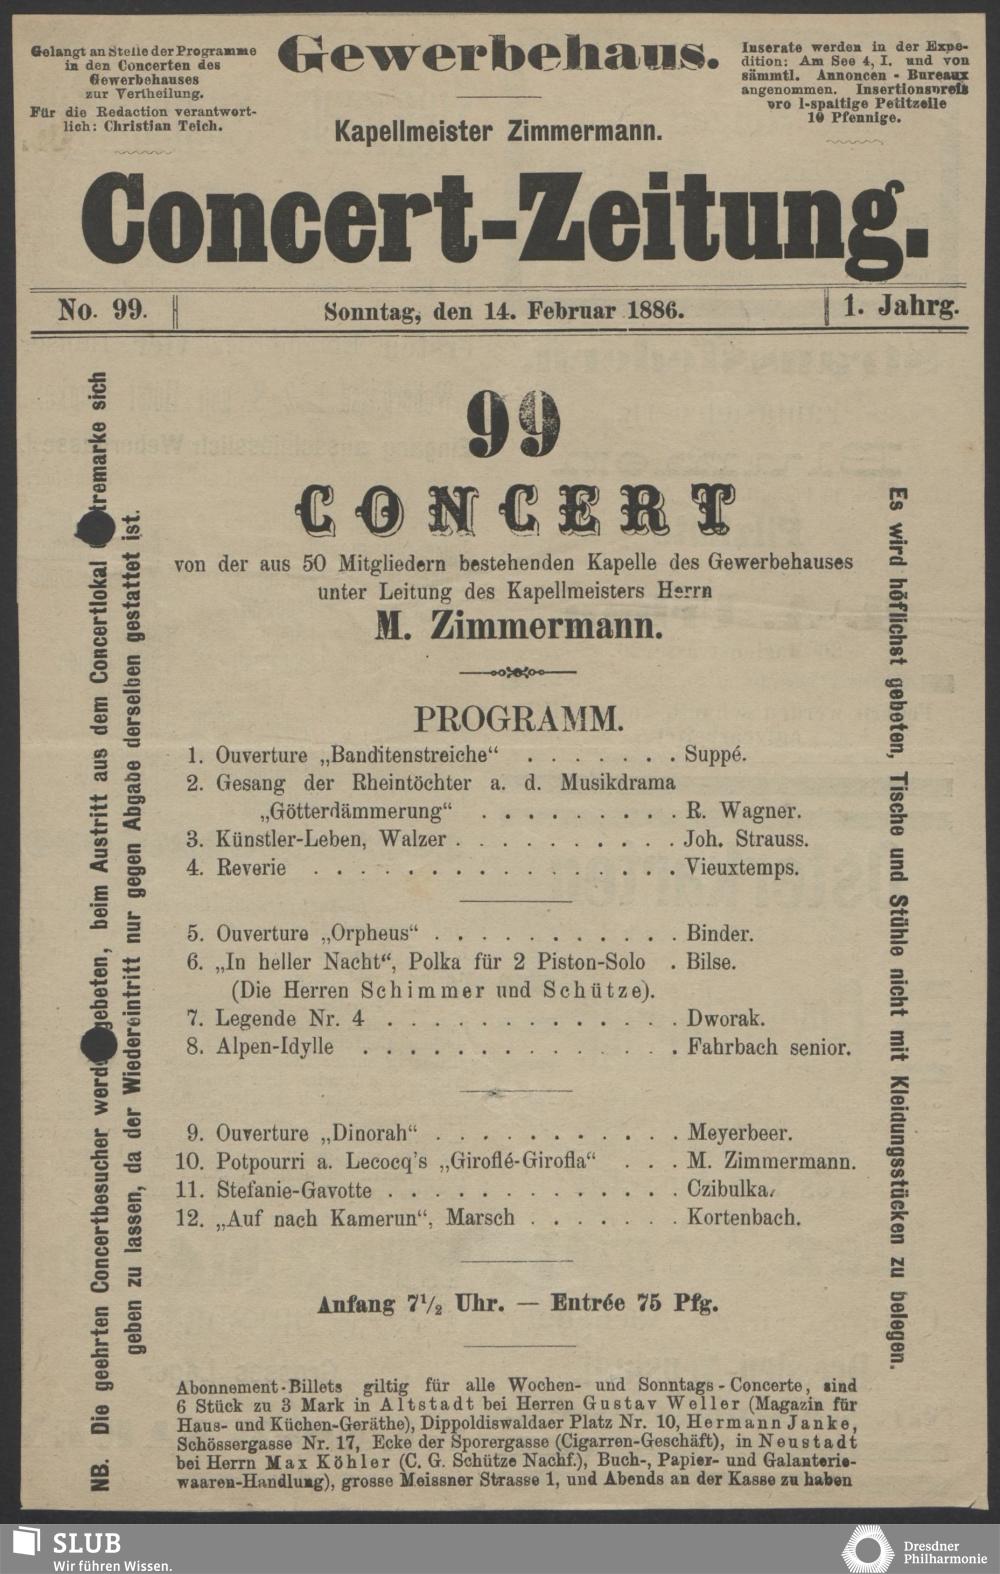 Gelangt an Stelle der Programme
in den Concerten des
Gewerbehauses
zur Vertheilung.
Für die Redaction verantwort-
lich: Christian Teich.
Gewerbehaus.
Kapellmeister Zimmermann.
Inserate werden in der Expe-
dition: Am See 4, I. und von
sämmtl. Annoncen - Bureaux
angenommen. Insertionspreis
pro 1-spaltige Petitzeile
10 Pfennige.
Concert-Zeitung.
No. 99.
Sonntag, den 14. Februar 1886.
1. Jahrg.
99
CONCERT
von der aus 50 Mitgliedern bestehenden Kapelle des Gewerbehauses
unter Leitung des Kapellmeisters Herrn
M. Zimmermann.
PROGRAMM.
1. Ouverture „Banditenstreiche“ . . . . . . . Suppé.
2. Gesang der Rheintöchter a. d. Musikdrama
„Götterdämmerung“ . . . . . . . . . R. Wagner.
3. Künstler-Leben, Walzer . . . . . . . . . . Joh. Strauss.
4. Reverie . . . . . . . . . . . . . . . . Vieuxtemps.
5. Ouverture „Orpheus“ . . . . . . . . . . . Binder.
6. „In heller Nacht“, Polka für 2 Piston-Solo . Bilse.
(Die Herren Schimmer und Schütze).
7. Legende Nr. 4 . . . . . . . . . . . . . Dworak.
8. Alpen-Idylle . . . . . . . . . . . . . . Fahrbach senior.
9. Ouverture „Dinorah“ . . . . . . . . . . . Meyerbeer.
10. Potpourri a. Lecocq's „Giroflé-Girofla“ . . . M. Zimmermann.
11. Stefanie-Gavotte . . . . . . . . . . . . . Czibulka.
12. „Auf nach Kamerun“, Marsch . . . . . . . Kortenbach.
Anfang 7½ Uhr. — Entrée 75 Pfg.
Abonnement-Billets giltig für alle Wochen- und Sonntags-Concerte, sind
6 Stück zu 3 Mark in Altstadt bei Herren Gustav Weller (Magazin für
Haus- und Küchen-Geräthe), Dippoldiswaldaer Platz Nr. 10, Hermann Janke,
Schössergasse Nr. 17, Ecke der Sporergasse (Cigarren-Geschäft), in Neustadt
bei Herrn Max Köhler (C. G. Schütze Nachf.), Buch-, Papier- und Galanterie-
waaren-Handlung), grosse Meissner Strasse 1, und Abends an der Kasse zu haben
NB. Die geehrten Concertbesucher werd gebeten, beim Austritt aus dem Concertlokal tremarke sich
geben zu lassen, da der Wiedereintritt nur gegen Abgabe derselben gestattet ist.
Es wird höflichst gebeten, Tische und Stühle nicht mit Kleidungsstücken zu belegen.
SLUB
Wir führen Wissen.
Dresdner
Philharmonie